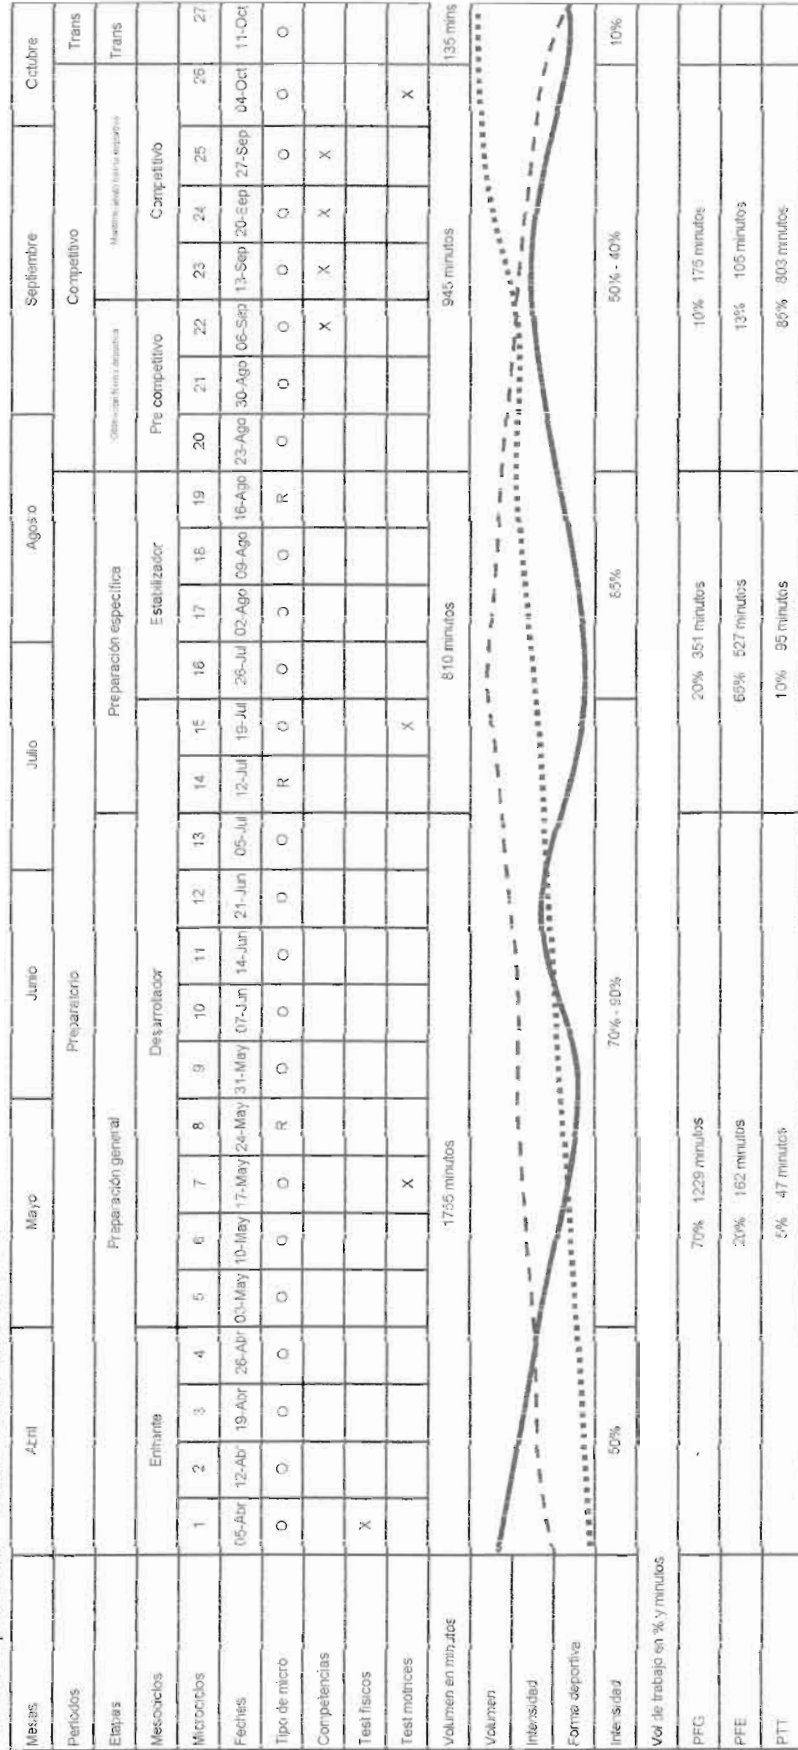 Meses Abril Mayo Junio Julio Agosto Septiembre Octubre
Periodos Preparatorio Competitivo Trans
Etapas Preparación general Preparación específica Trans
Mesociclos Entrante Desarrollador Estabilizador Pre competitivo Competitivo
Microciclos 1 2 3 4 5 6 7 8 9 10 11 12 13 14 15 16 17 18 19 20 21 22 23 24 25 26 27
Fechas 05-Abr 12-Abr 19-Abr 26-Abr 03-May 10-May 17-May 24-May 31-May 07-Jun 14-Jun 21-Jun 05-Jul 12-Jul 19-Jul 26-Jul 02-Ago 09-Ago 16-Ago 23-Ago 30-Ago 06-Sep 13-Sep 20-Sep 27-Sep 04-Oct 11-Oct
Tipo de micro O O O O O O O R O O O O O R O O O O R O O O O O O O O
Competencias X X X X
Test físicos X
Test motrices X X X
Volumen en minutos 1755 minutos 810 minutos 945 minutos 135 mins
Volumen
Intensidad
Forma deportiva
Intensidad 50% 70% - 90% 85% 50% - 40% 10%
Vol de trabajo en % y minutos
PFG 70% 1229 minutos 20% 351 minutos 10% 175 minutos
PFE 20% 162 minutos 65% 527 minutos 13% 105 minutos
PTT 5% 47 minutos 10% 95 minutos 85% 803 minutos